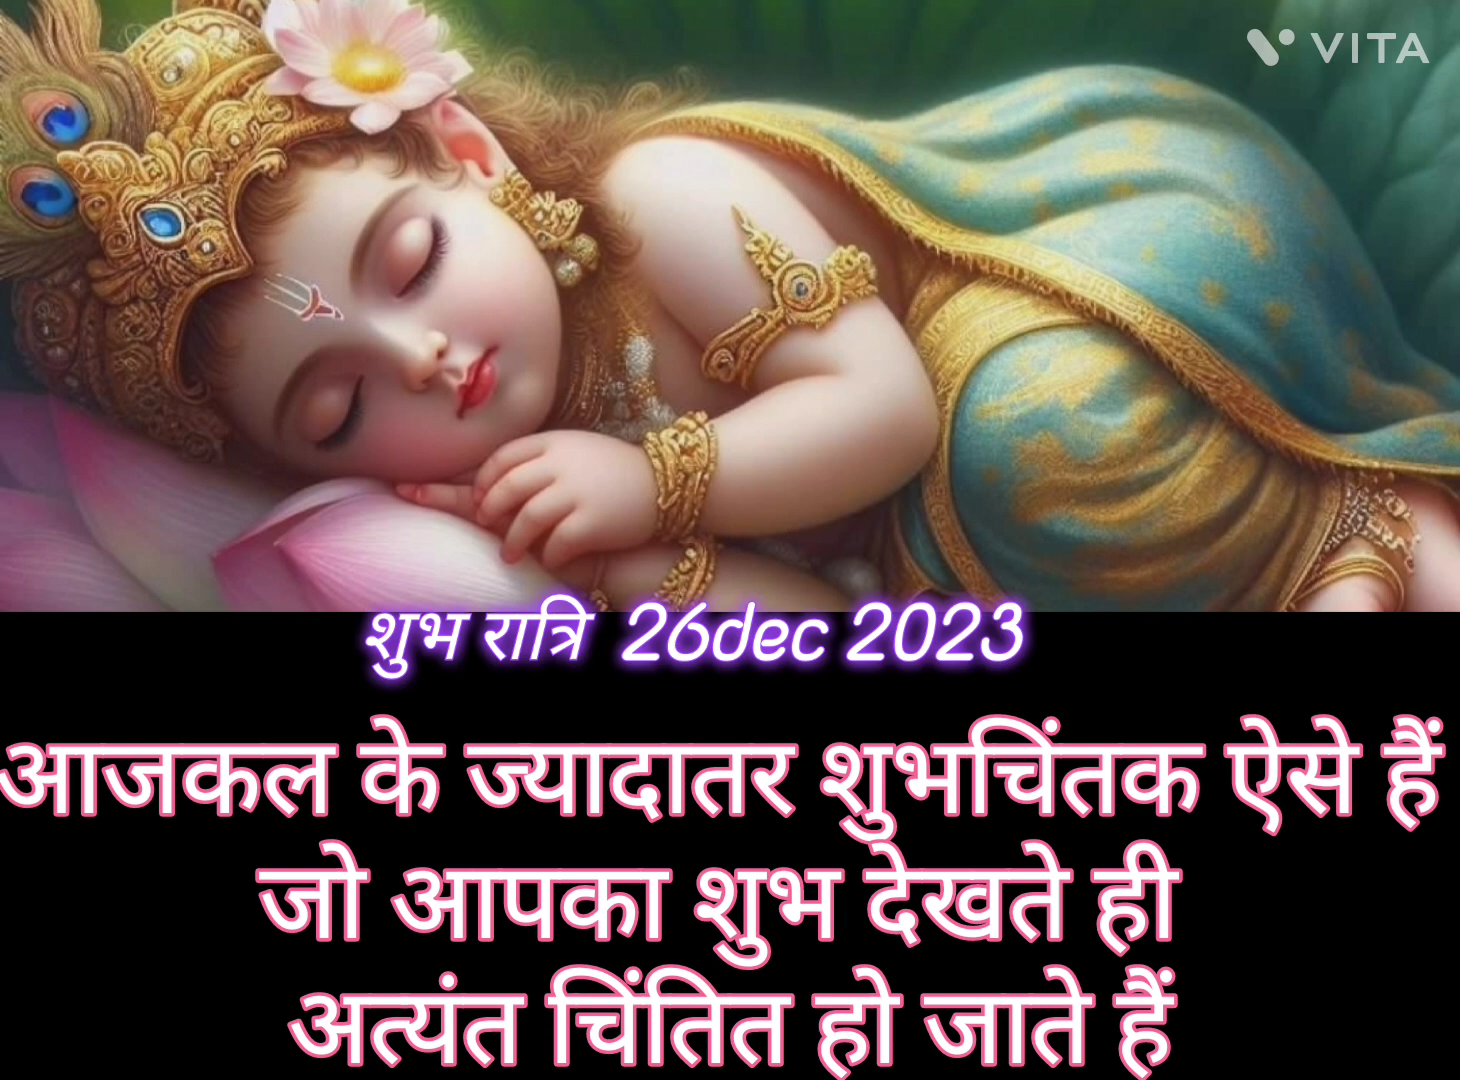 VITA
शुभ रात्रि 26dec 2023
आजकल के ज्यादातर शुभचिंतक ऐसे हैं
जो आपका शुभ देखते ही
अत्यंत चिंतित हो जाते हैं